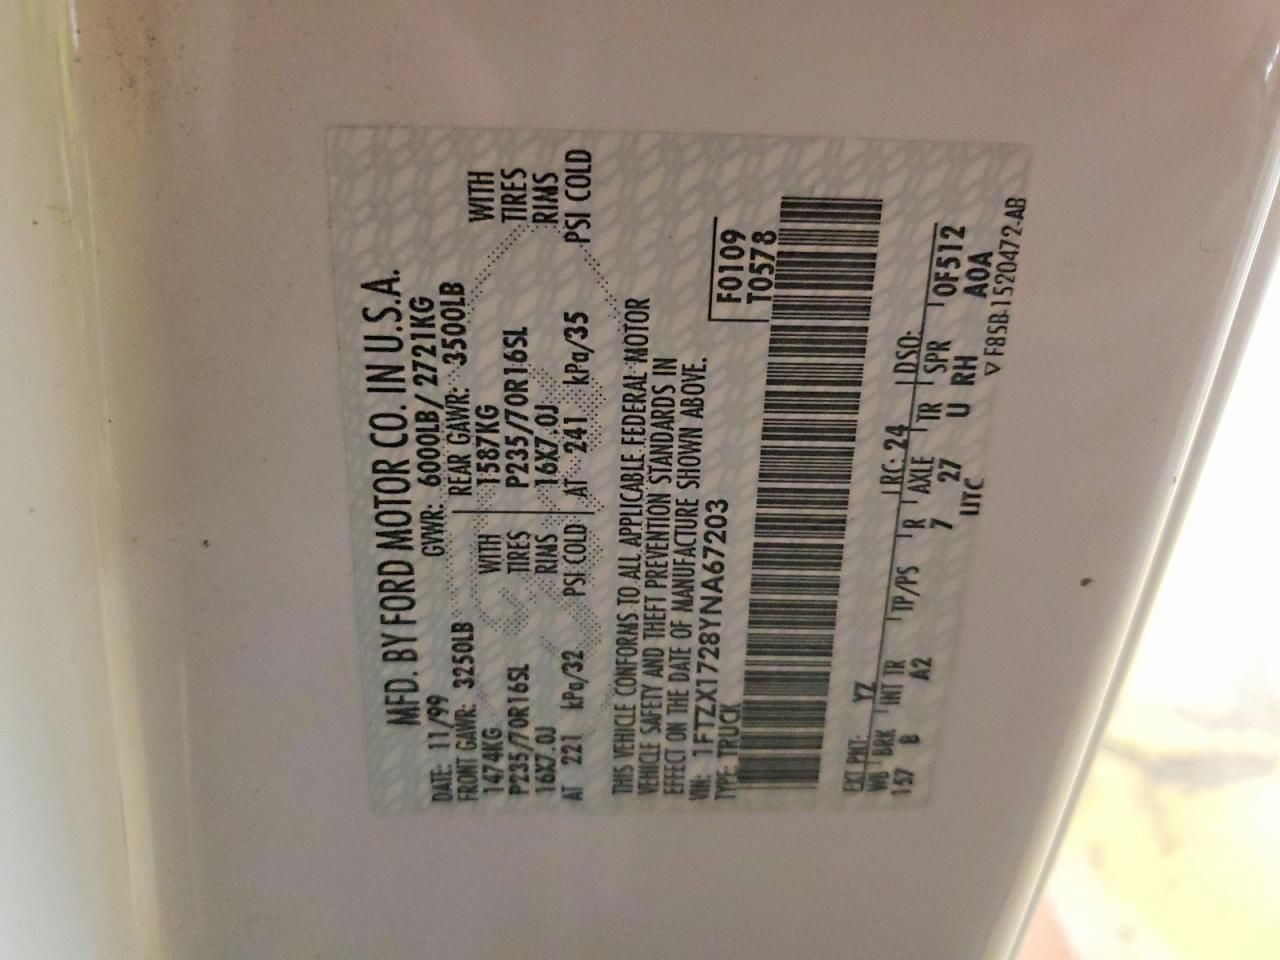 MFD. BY FORD MOTOR CO. IN U.S.A.
DATE: 11/99 GVWR: 6000LB/ 2721KG
FRONT GAWR: 3250LB REAR GAWR: 3500LB
1474KG WITH 1587KG WITH
P235/70R16SL TIRES P235/70R16SL TIRES
16X7.0J RIMS 16X7.0J RIMS
AT 221 kPa/32 PSI COLD AT 241 kPa/35 PSI COLD
THIS VEHICLE CONFORMS TO ALL APPLICABLE FEDERAL MOTOR
VEHICLE SAFETY AND THEFT PREVENTION STANDARDS IN
EFFECT ON THE DATE OF MANUFACTURE SHOWN ABOVE.
VIN: 1FTZX1728YNA67203 F0109
TYPE: TRUCK T0578
EXT PNT: YZ RC: 24 DSO:
WB BRK INT TR TP/PS R AXLE TR SPR 0F512
157 B A2 7 27 U RH A0A
UTC
▽F85B-1520472-AB